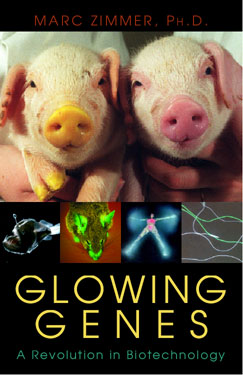 MARC ZIMMER, PH.D.
GLOWING
GENES
A Revolution in Biotechnology